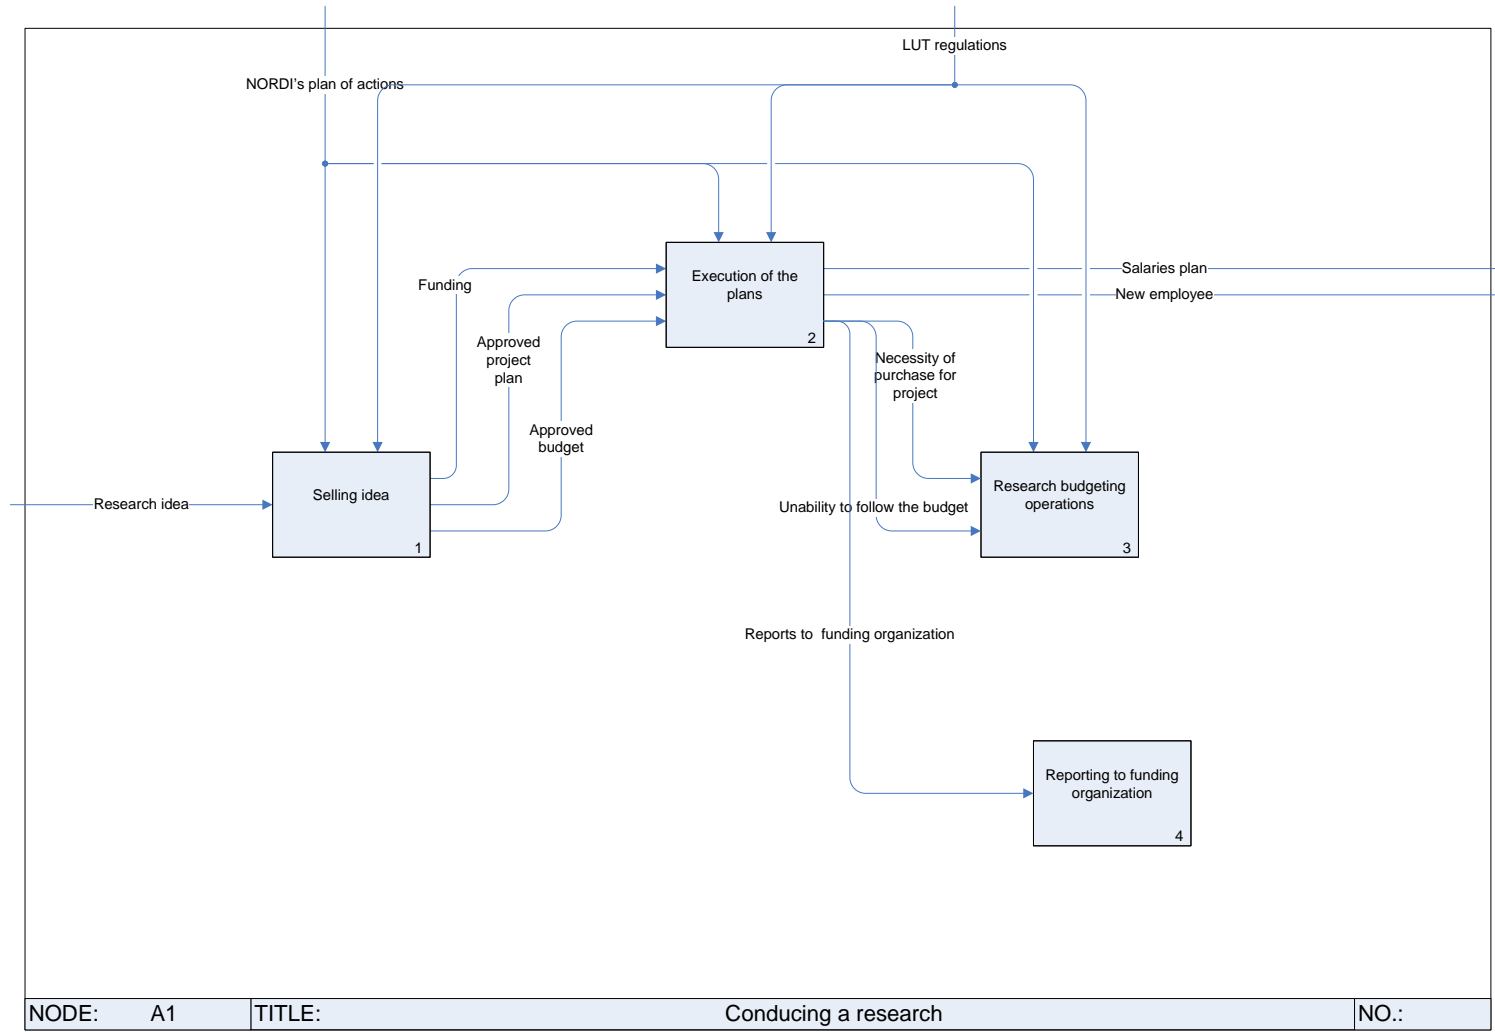 LUT regulations
NORDI's plan of actions
Execution of the
plans
2
Salaries plan
New employee
Funding
Approved
project
plan
Necessity of
purchase for
project
Approved
budget
Research idea
Selling idea
1
Unability to follow the budget
Research budgeting
operations
3
Reports to  funding organization
Reporting to funding
organization
4
NODE: A1 TITLE: Conducing a research NO.: